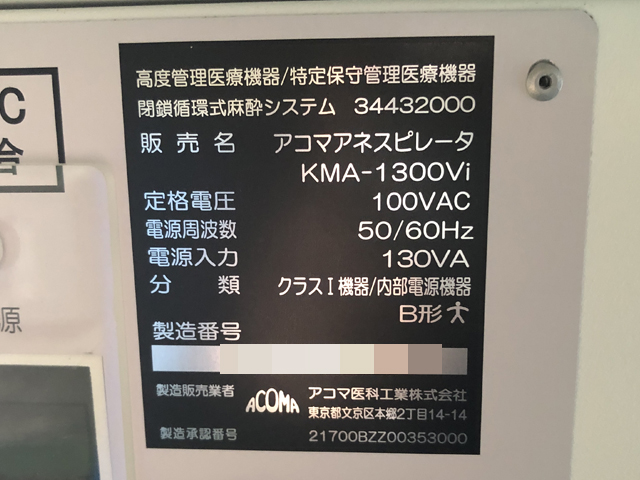 高度管理医療機器/特定保守管理医療機器
閉鎖循環式麻酔システム 34432000
販売名 アコマアネスピレータ
KMA-1300Vi
定格電圧 100VAC
電源周波数 50/60Hz
電源入力 130VA
分類 クラスⅠ機器/内部電源機器
B形
製造番号
製造販売業者 ACOMA アコマ医科工業株式会社
東京都文京区本郷2丁目14-14
製造承認番号 21700BZZ00353000
C
合
源